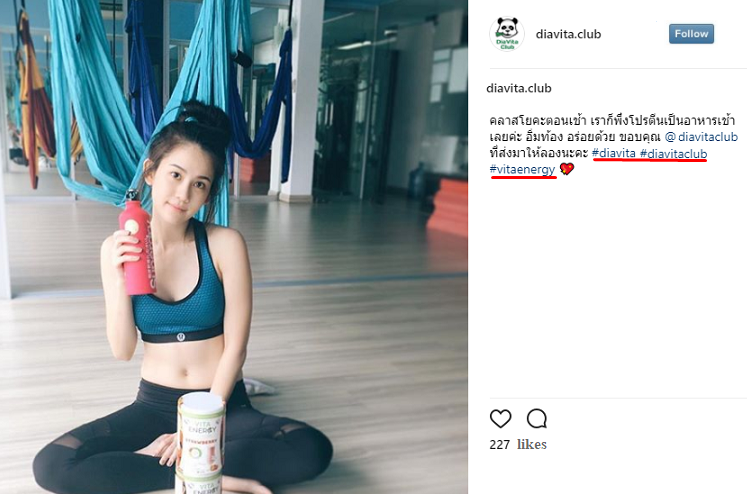 DiaVita
Club
diavita.club
Follow
diavita.club
คลาสโยคะตอนเช้า เราก็พึ่งโปรตีนเป็นอาหารเช้า
เลยค่ะ อิ่มท้อง อร่อยด้วย ขอบคุณ @diavitaclub
ที่ส่งมาให้ลองนะคะ #diavita #diavitaclub
#vitaenergy
227 likes
VITA
ENERGY